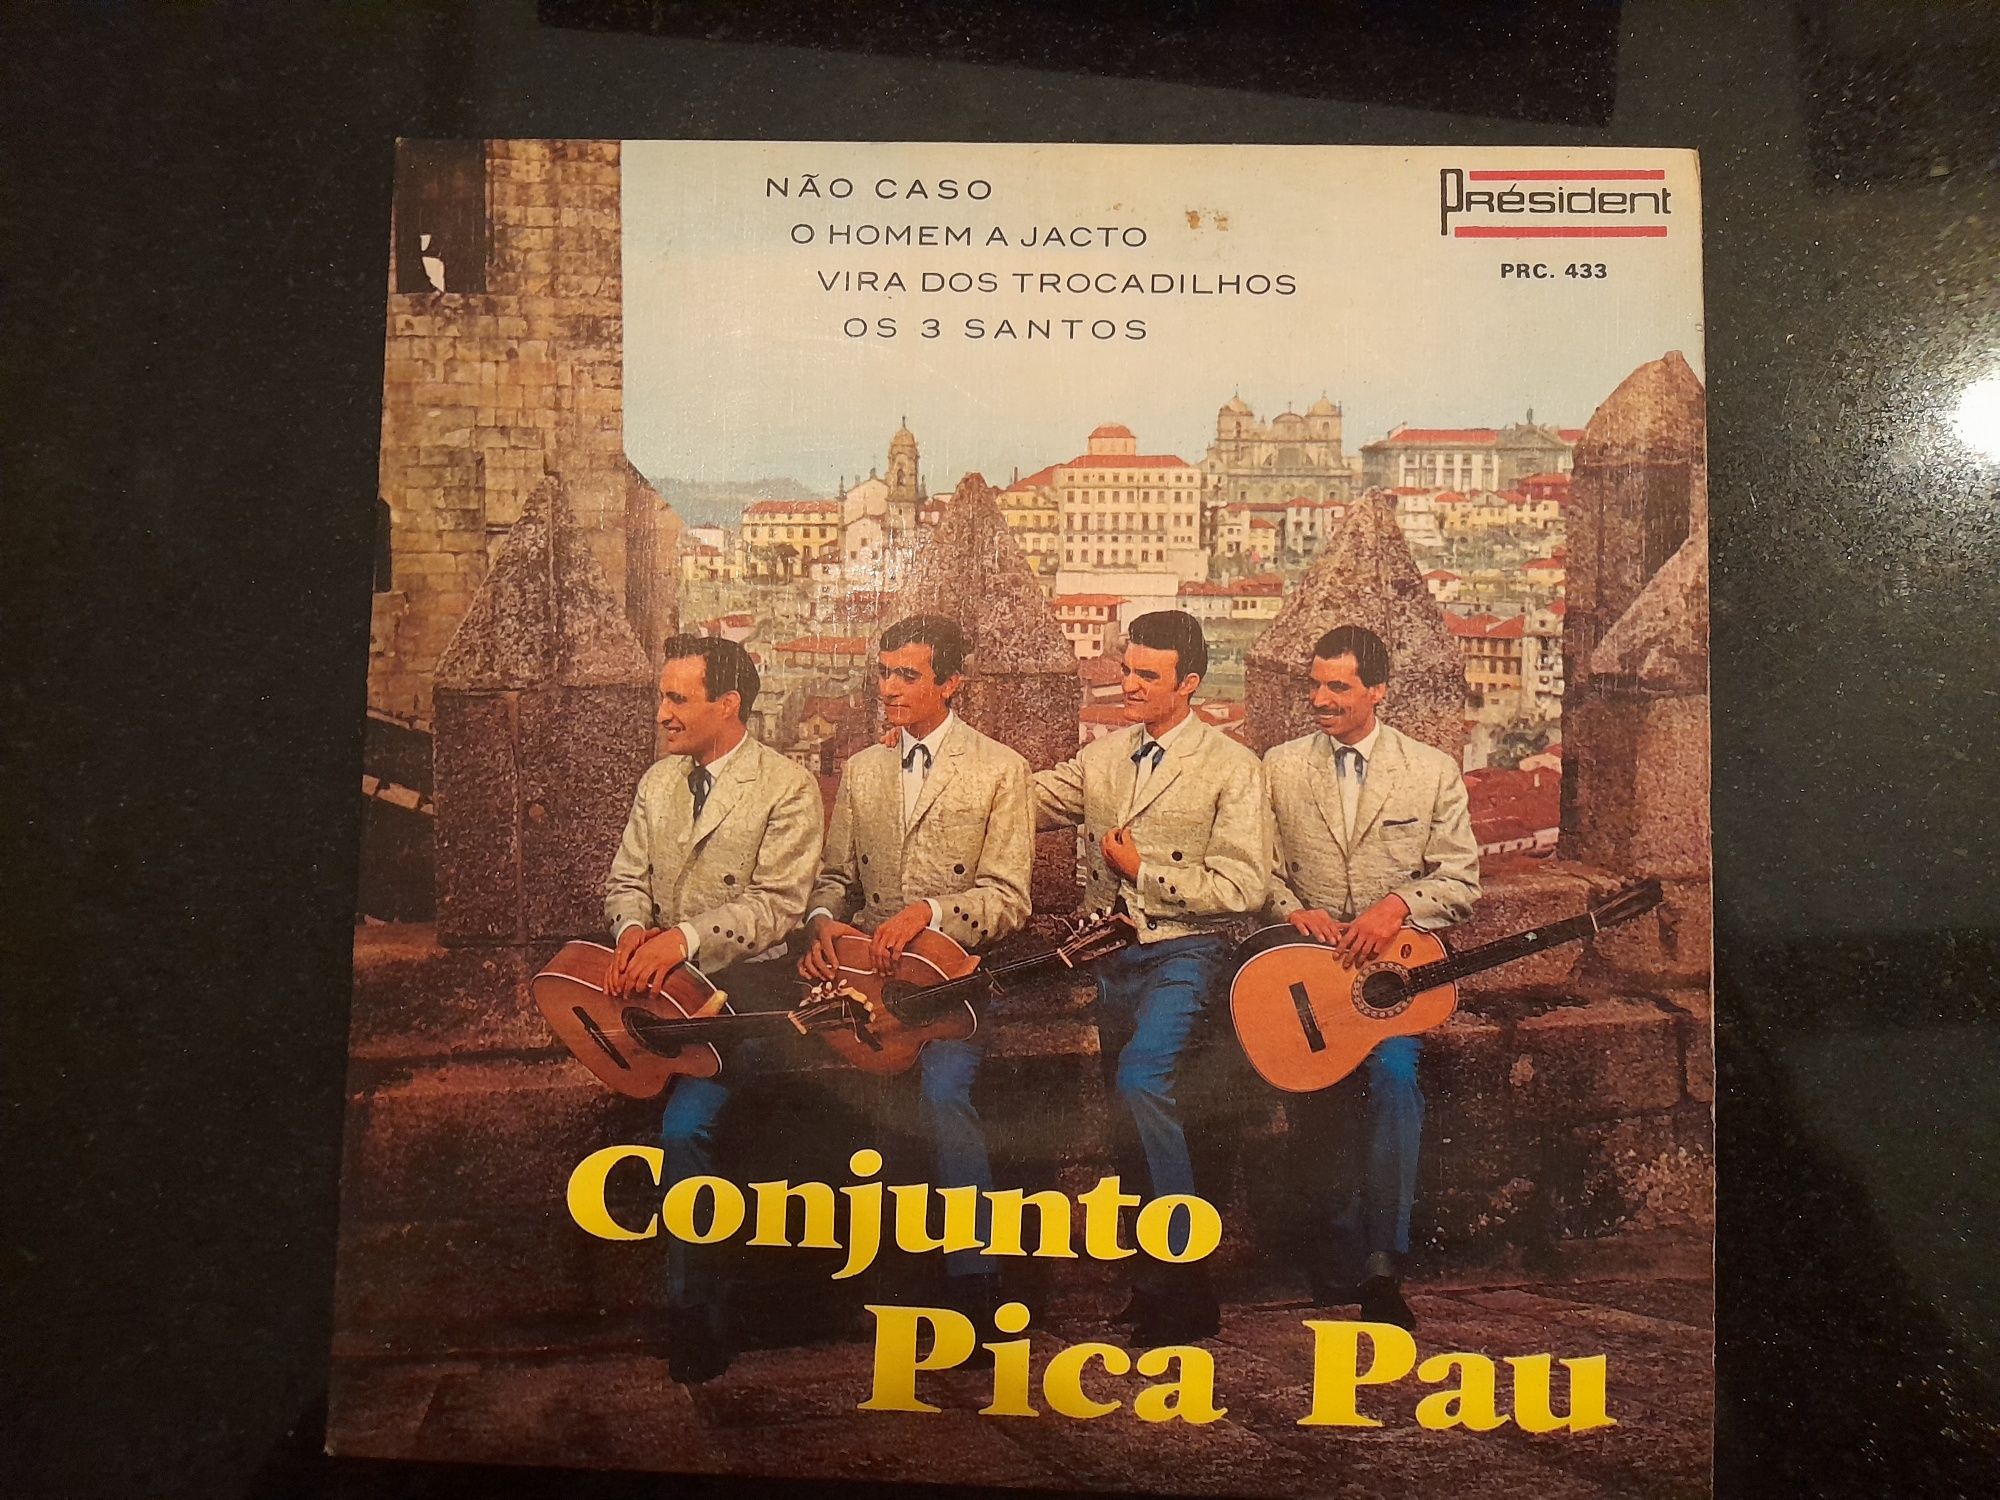 NÃO CASO
O HOMEM A JACTO
VIRA DOS TROCADILHOS
OS 3 SANTOS
Président
PRC. 433
Conjunto
Pica Pau